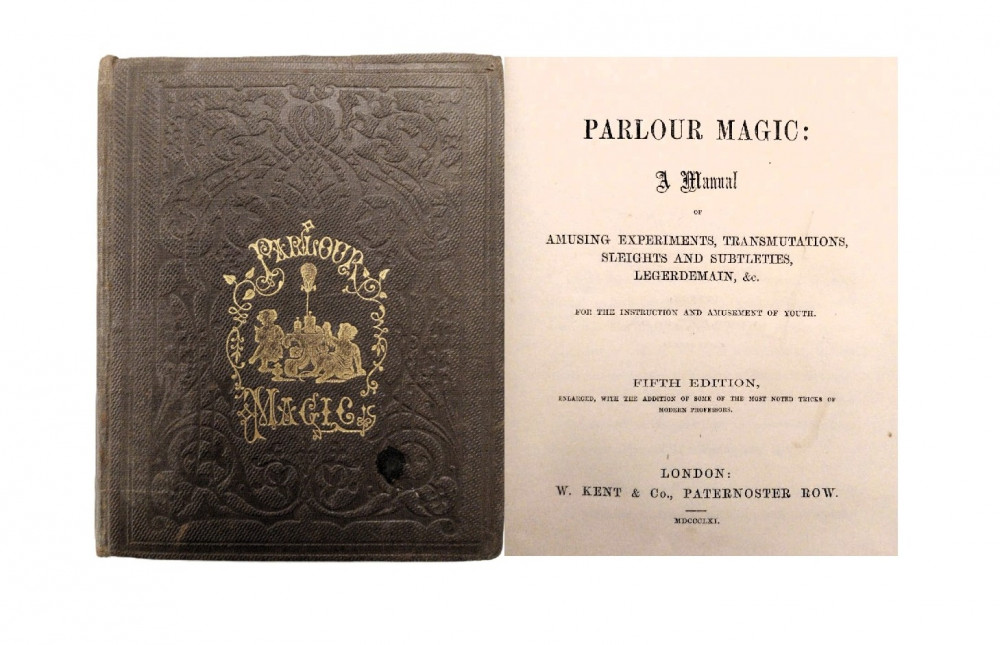 PARLOUR
MAGIC
PARLOUR MAGIC:
A Manual
OF
AMUSING EXPERIMENTS, TRANSMUTATIONS,
SLEIGHTS AND SUBTLETIES,
LEGERDEMAIN, &c.
FOR THE INSTRUCTION AND AMUSEMENT OF YOUTH.
FIFTH EDITION,
ENLARGED, WITH THE ADDITION OF SOME OF THE MOST NOTED TRICKS OF
MODERN PROFESSORS.
LONDON:
W. KENT & Co., PATERNOSTER ROW.
MDCCCLXI.